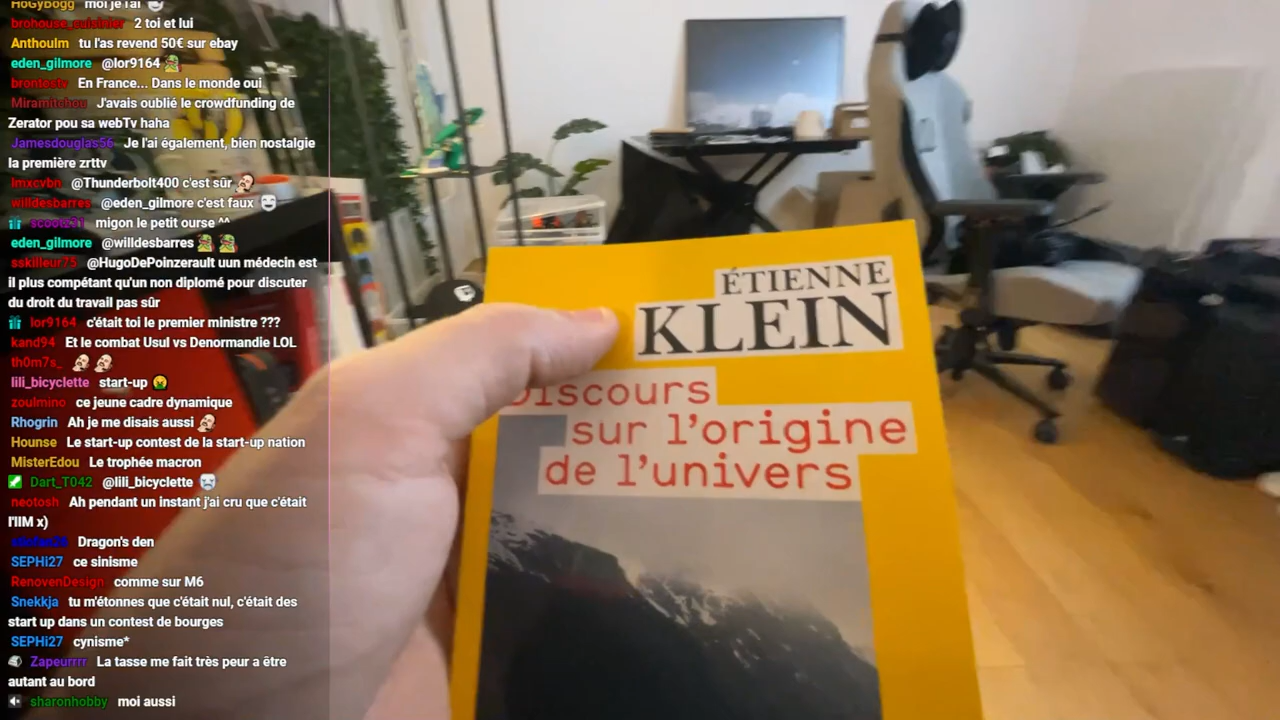 HoGyBogg moi je l'ai
brohouse_cuisinier 2 toi et lui
Anthoulm tu l'as revend 50€ sur ebay
eden_gilmore @lor9164
brontestv En France... Dans le monde oui
Miramitchou J'avais oublié le crowdfunding de
Zerator pou sa webTv haha
Jamesdouglas56 Je l'ai également, bien nostalgie
la première zrttv
lmxcvbn @Thunderbolt400 c'est sûr
willdesbarres @eden_gilmore c'est faux
migon le petit ourse ^^
eden_gilmore @willdesbarres
sskilleur75 @HugoDePoinzerault uun médecin est
il plus compétant qu'un non diplomé pour discuter
du droit du travail pas sûr
lor9164 c'était toi le premier ministre ???
kand94 Et le combat Usul vs Denormandie LOL
th0m7s_
lili_bicyclette start-up
zoulmino ce jeune cadre dynamique
Rhogrin Ah je me disais aussi
Hounse Le start-up contest de la start-up nation
MisterEdou Le trophée macron
Dart_T042 @lili_bicyclette
neotosh Ah pendant un instant j'ai cru que c'était
l'IIM x)
Dragon's den
SEPHi27 ce sinisme
RenovenDesign comme sur M6
Snekkja tu m'étonnes que c'était nul, c'était des
start up dans un contest de bourges
SEPHi27 cynisme*
Zapeurrrr La tasse me fait très peur a être
autant au bord
sharonhobby moi aussi
ÉTIENNE
KLEIN
Discours
sur l'origine
de l'univers